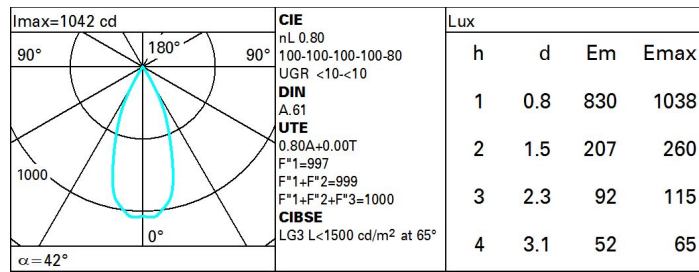 Imax=1042 cd
90°
180°
90°
1000
0°
α=42°
CIE
nL 0.80
100-100-100-100-80
UGR <10-<10
DIN
A.61
UTE
0.80A+0.00T
F"1=997
F"1+F"2=999
F"1+F"2+F"3=1000
CIBSE
LG3 L<1500 cd/m² at 65°
Lux
h d Em Emax
1 0.8 830 1038
2 1.5 207 260
3 2.3 92 115
4 3.1 52 65